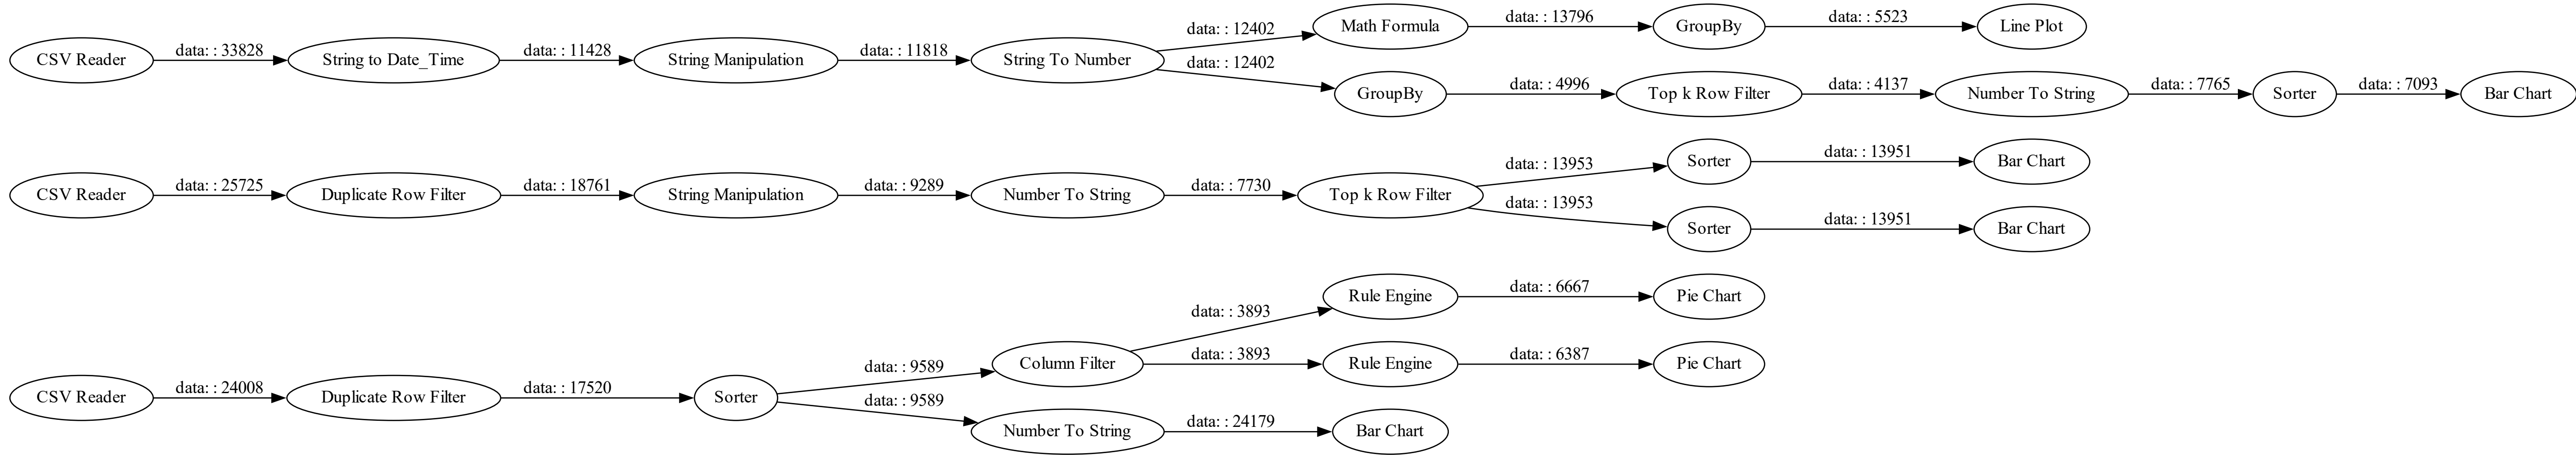 CSV Reader
data: : 33828
String to Date_Time
data: : 11428
String Manipulation
data: : 11818
String To Number
data: : 12402
Math Formula
data: : 13796
GroupBy
data: : 5523
Line Plot
data: : 12402
GroupBy
data: : 4996
Top k Row Filter
data: : 4137
Number To String
data: : 7765
Sorter
data: : 7093
Bar Chart
CSV Reader
data: : 25725
Duplicate Row Filter
data: : 18761
String Manipulation
data: : 9289
Number To String
data: : 7730
Top k Row Filter
data: : 13953
Sorter
data: : 13951
Bar Chart
data: : 13953
Sorter
data: : 13951
Bar Chart
CSV Reader
data: : 24008
Duplicate Row Filter
data: : 17520
Sorter
data: : 9589
Column Filter
data: : 3893
Rule Engine
data: : 6667
Pie Chart
data: : 3893
Rule Engine
data: : 6387
Pie Chart
data: : 9589
Number To String
data: : 24179
Bar Chart